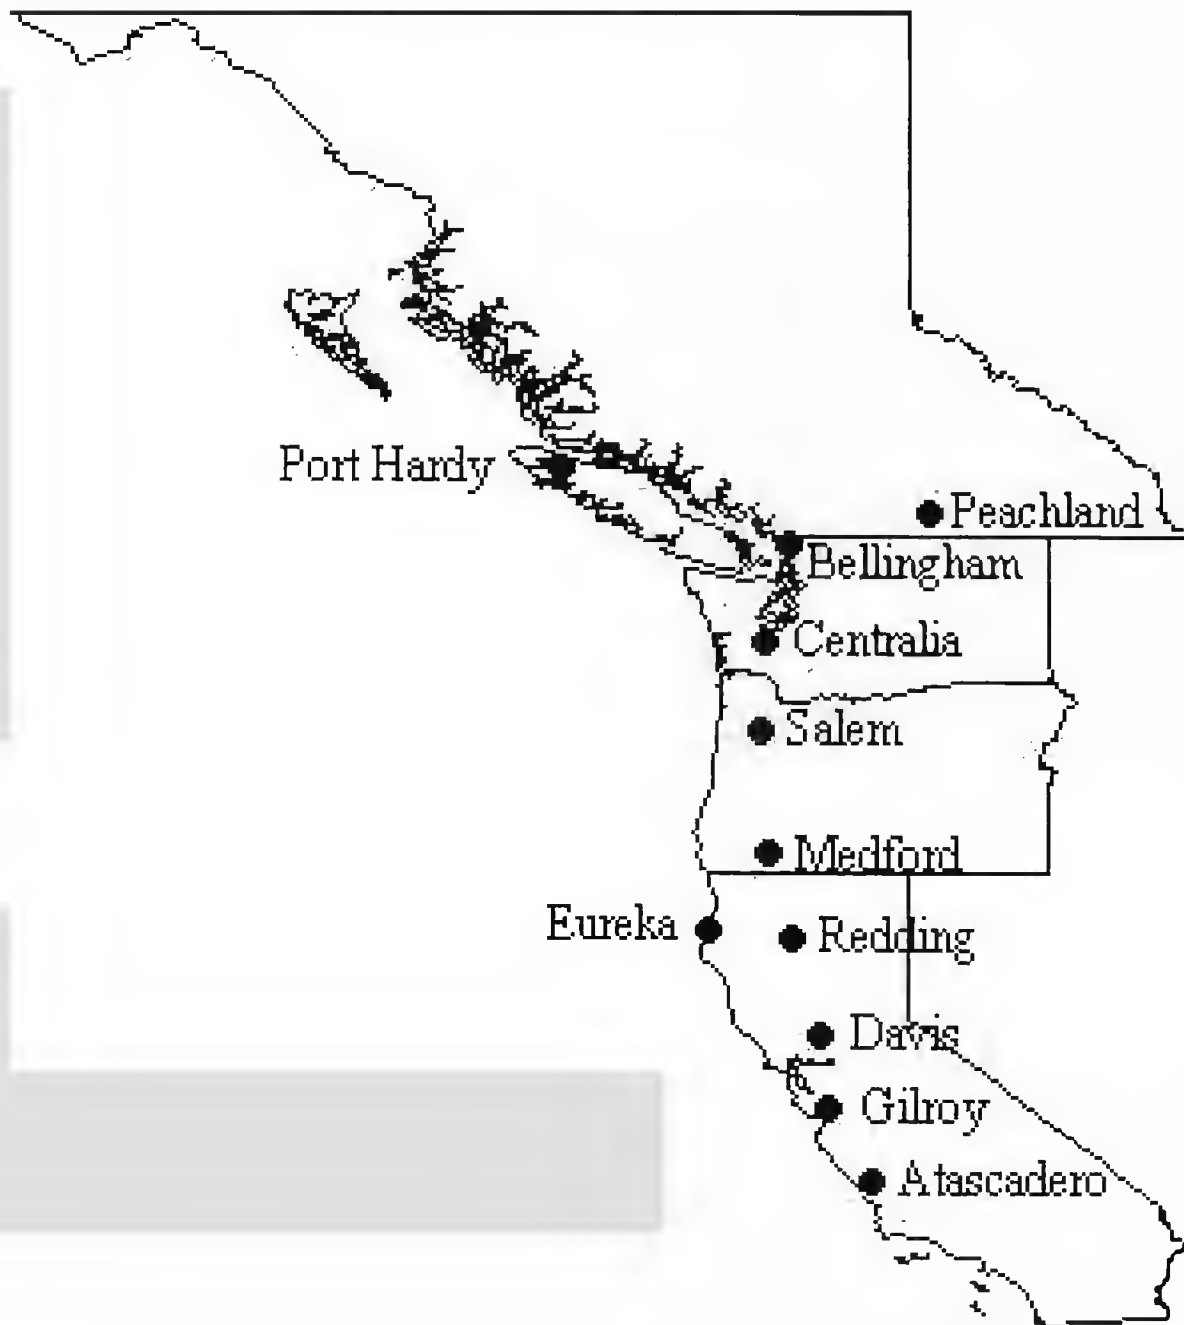 Port Hardy
Peachland
Bellingham
Centralia
Salem
Medford
Eureka
Redding
Davis
Gilroy
Atascadero